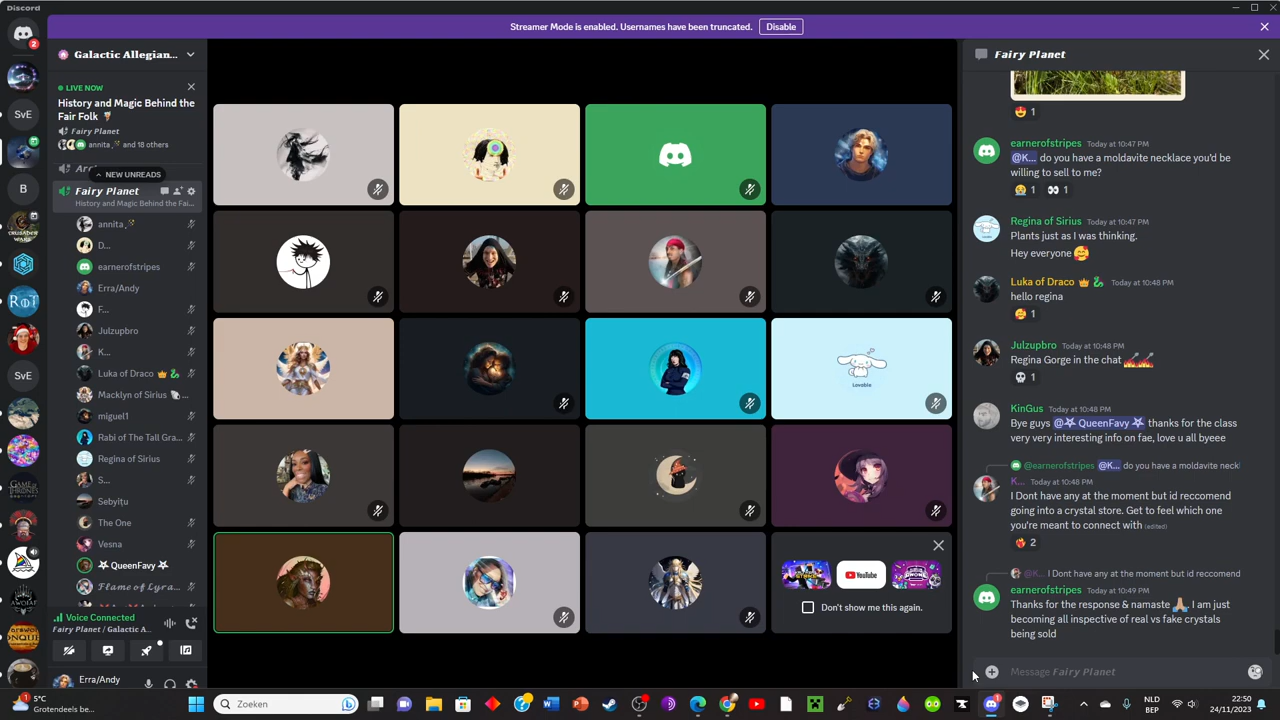 Discord
Streamer Mode is enabled. Usernames have been truncated.
Disable
2
Galactic Allegian...
LIVE NOW
History and Magic Behind the
Fair Folk
Fairy Planet
annita and 18 others
NEW UNREADS
Fairy Planet
History and Magic Behind the Fai...
annita
D...
earnerofstripes
Erra/Andy
F...
Julzupbro
K...
Luka of Draco
Macklyn of Sirius ...
miguel1
Rabi of The Tall Gra...
Regina of Sirius
S...
Sebylțu
The One
Vesna
QueenFavy
Flame of Lyra...
Voice Connected
Fairy Planet / Galactic A...
Erra/Andy
SvE
B
SvE
Lovable
YouTube
Don't show me this again.
Fairy Planet
1
earnerofstripes Today at 10:47 PM
@K... do you have a moldavite necklace you'd be
willing to sell to me?
1 1
Regina of Sirius Today at 10:47 PM
Plants just as I was thinking.
Hey everyone
Luka of Draco Today at 10:48 PM
hello regina
1
Julzupbro Today at 10:48 PM
Regina Gorge in the chat
1
KinGus Today at 10:48 PM
Bye guys @QueenFavy thanks for the class
very very interesting info on fae, love u all byeee
@earnerofstripes @K... do you have a moldavite neckl
K... Today at 10:48 PM
I Dont have any at the moment but id reccomend
going into a crystal store. Get to feel which one
you're meant to connect with (edited)
2
@K... I Dont have any at the moment but id reccomend
earnerofstripes Today at 10:49 PM
Thanks for the response & namaste I am just
becoming all inspective of real vs fake crystals
being sold
Message Fairy Planet
1
5°C
Grotendeels be...
Zoeken
1
NLD
BEP
22:50
24/11/2023